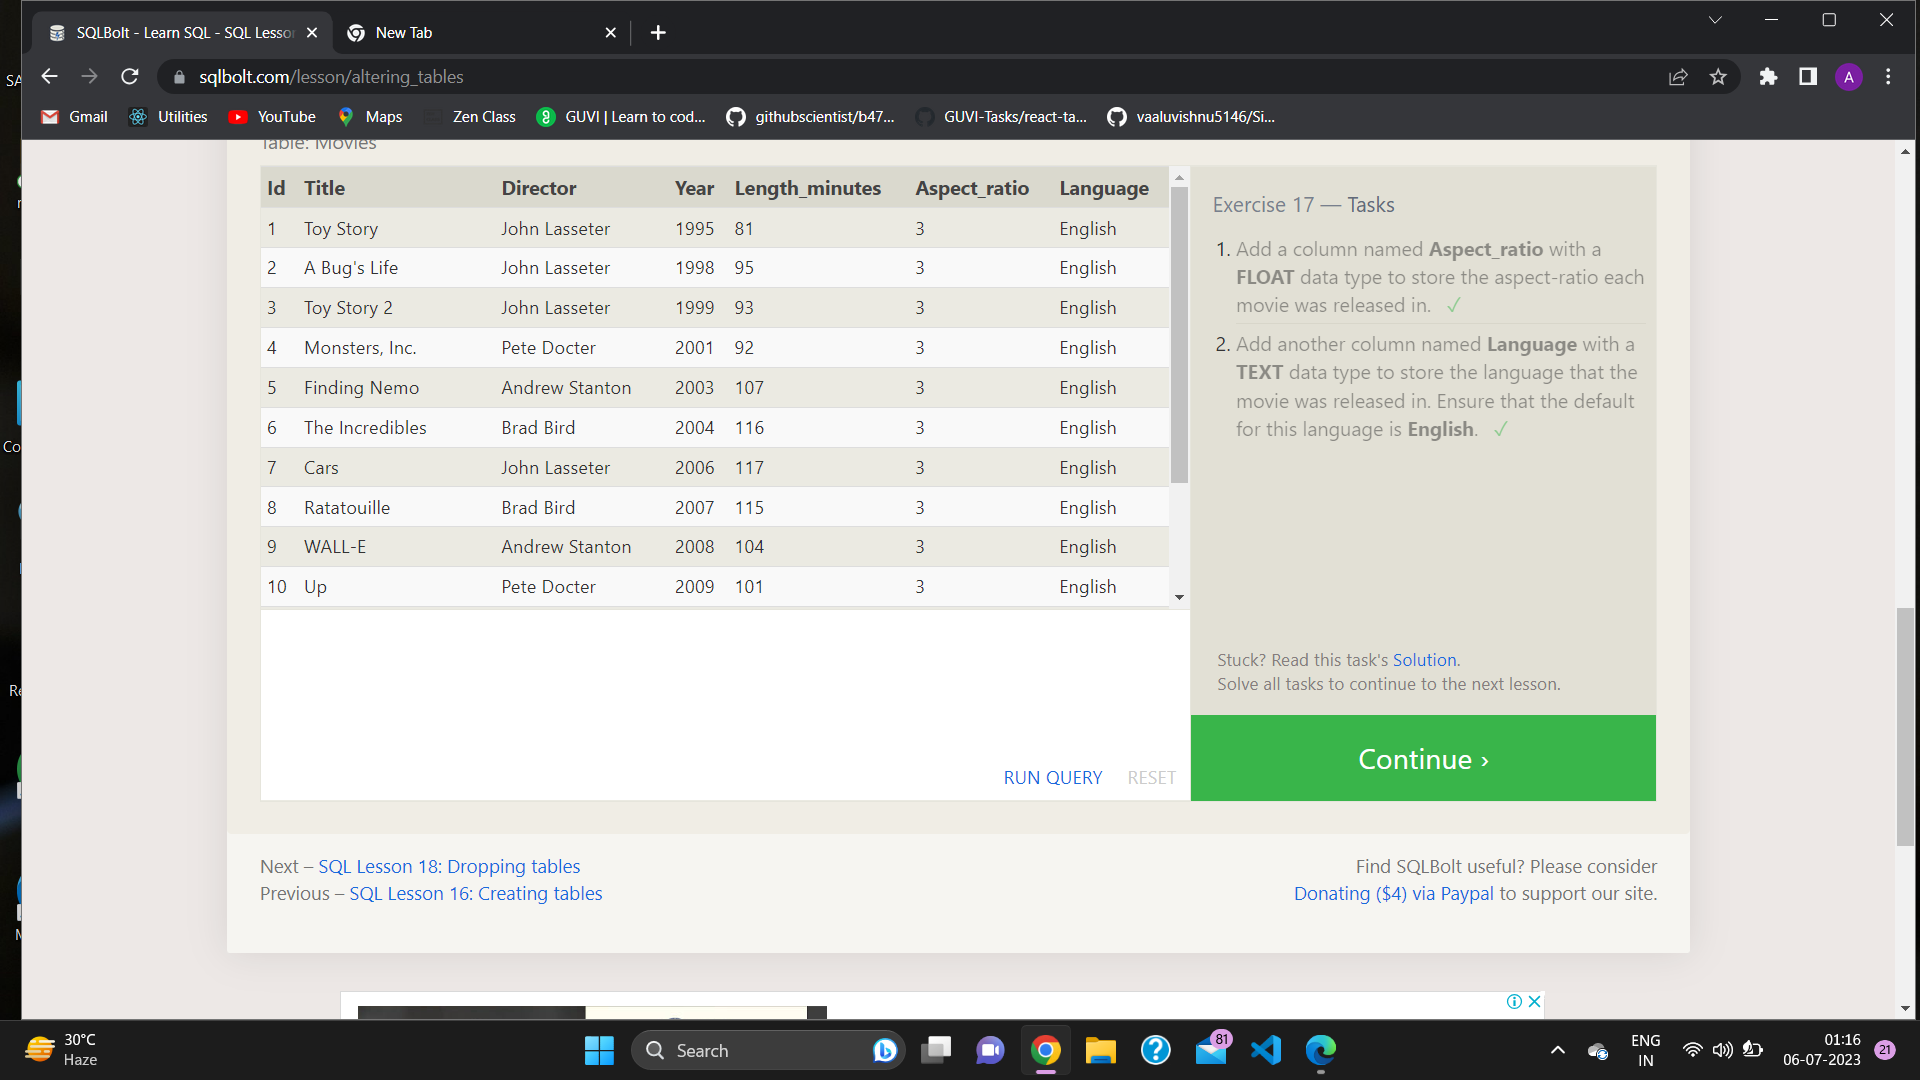 SQLBolt - Learn SQL - SQL Lesson
New Tab
sqlbolt.com/lesson/altering_tables
A
Gmail
Utilities
YouTube
Maps
Zen Class
GUVI | Learn to cod...
githubscientist/b47...
GUVI-Tasks/react-ta...
vaaluvishnu5146/Si...
Table: Movies
Id Title Director Year Length_minutes Aspect_ratio Language
1 Toy Story John Lasseter 1995 81 3 English
2 A Bug's Life John Lasseter 1998 95 3 English
3 Toy Story 2 John Lasseter 1999 93 3 English
4 Monsters, Inc. Pete Docter 2001 92 3 English
5 Finding Nemo Andrew Stanton 2003 107 3 English
6 The Incredibles Brad Bird 2004 116 3 English
7 Cars John Lasseter 2006 117 3 English
8 Ratatouille Brad Bird 2007 115 3 English
9 WALL-E Andrew Stanton 2008 104 3 English
10 Up Pete Docter 2009 101 3 English
RUN QUERY RESET
Exercise 17 — Tasks
1. Add a column named Aspect_ratio with a
FLOAT data type to store the aspect-ratio each
movie was released in. ✓
2. Add another column named Language with a
TEXT data type to store the language that the
movie was released in. Ensure that the default
for this language is English. ✓
Stuck? Read this task's Solution.
Solve all tasks to continue to the next lesson.
Continue ›
Next – SQL Lesson 18: Dropping tables
Previous – SQL Lesson 16: Creating tables
Find SQLBolt useful? Please consider
Donating ($4) via Paypal to support our site.
30°C
Haze
Search
81
ENG
IN
01:16
06-07-2023
21